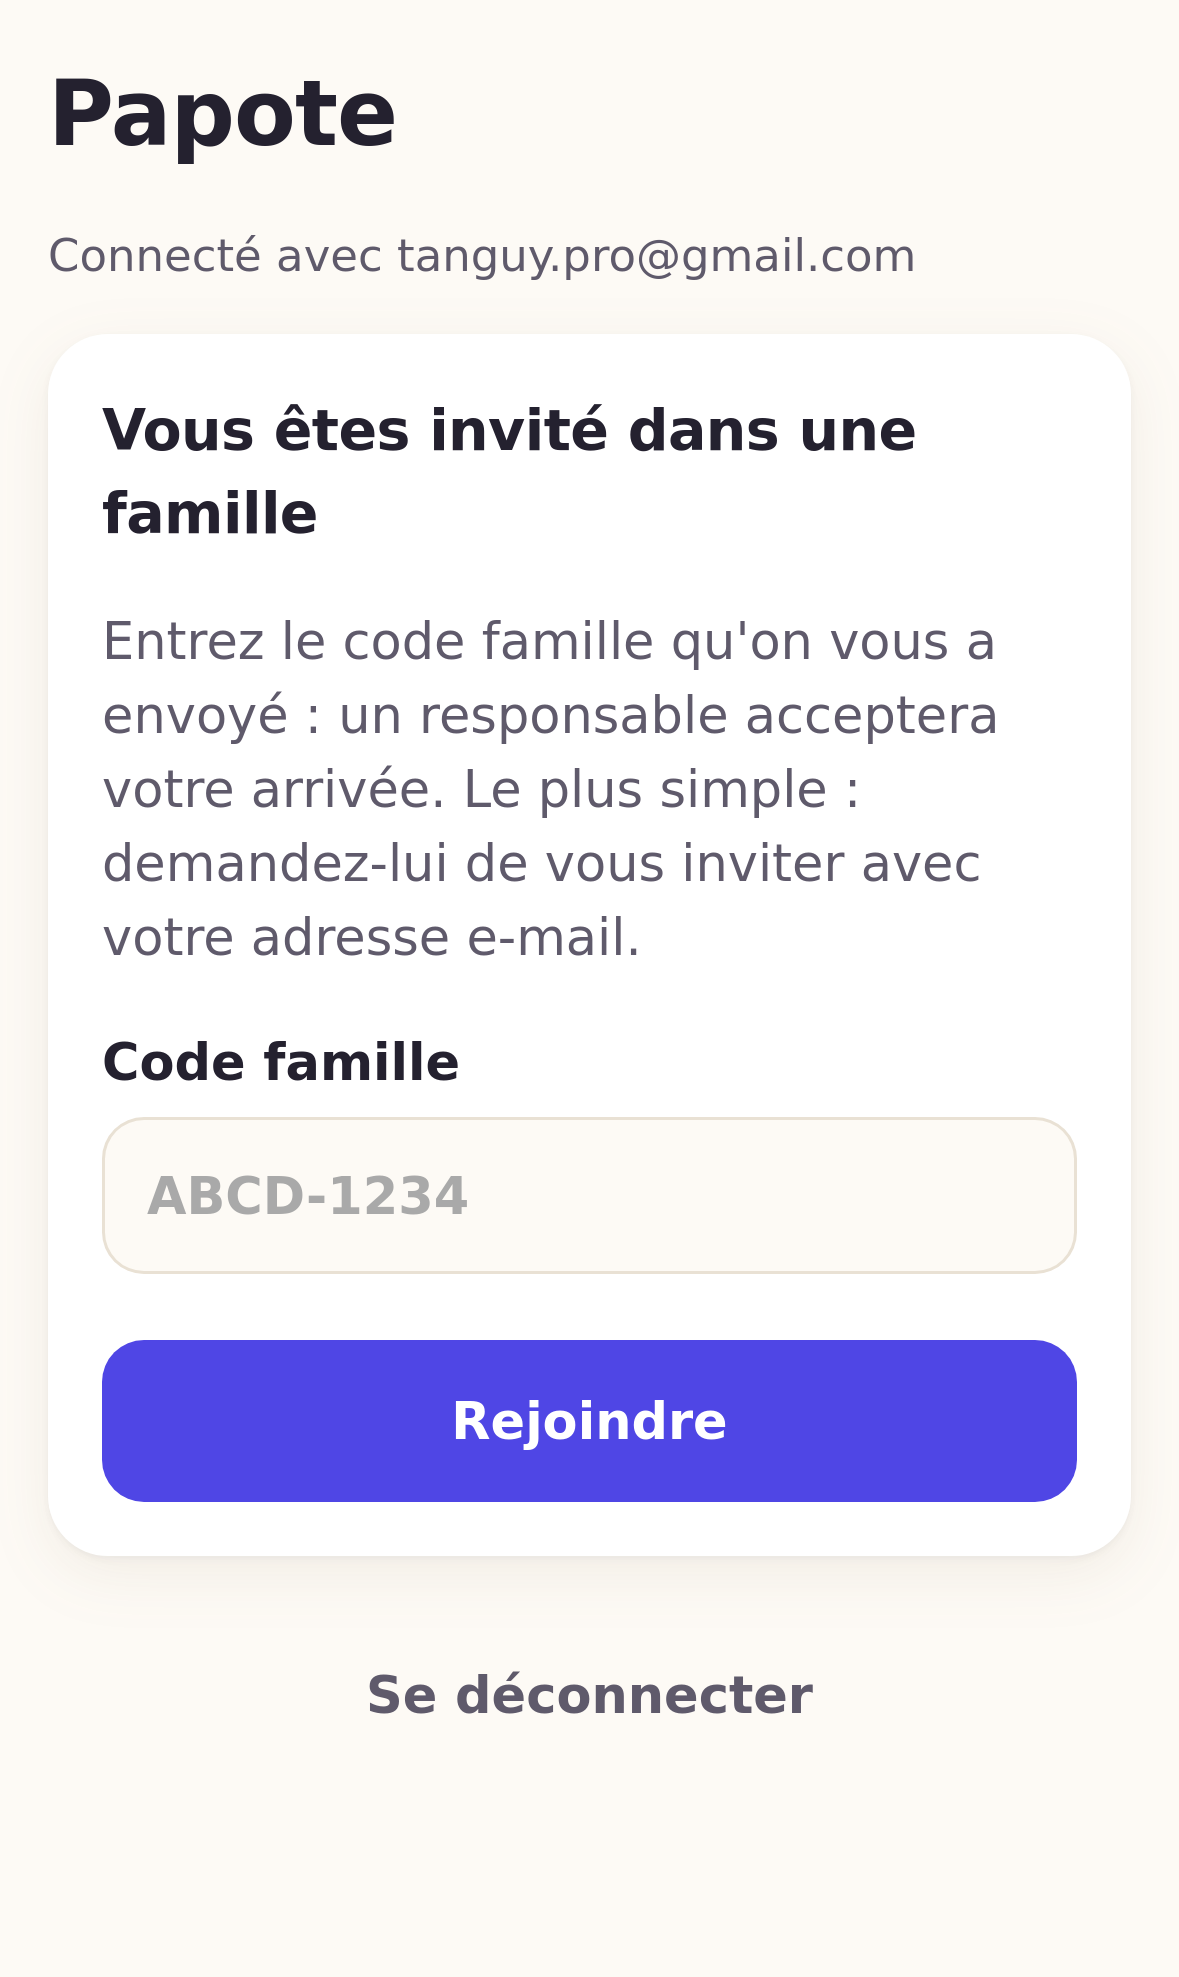 Papote
Connecté avec tanguy.pro@gmail.com
Vous êtes invité dans une
famille
Entrez le code famille qu'on vous a
envoyé : un responsable acceptera
votre arrivée. Le plus simple :
demandez-lui de vous inviter avec
votre adresse e-mail.
Code famille
ABCD-1234
Rejoindre
Se déconnecter